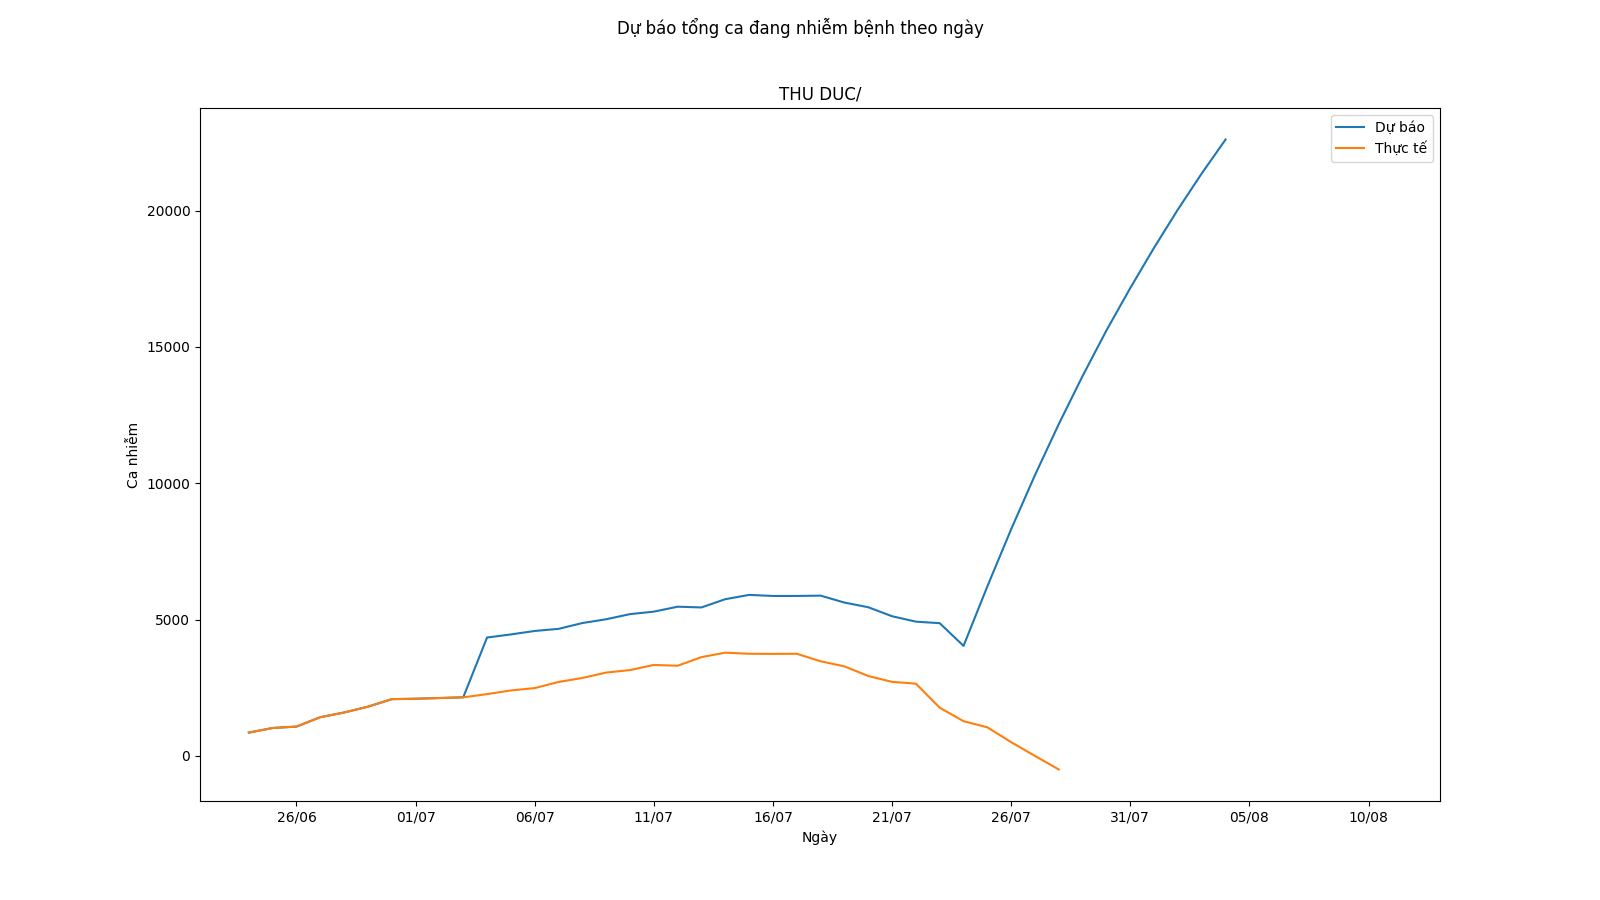 Dự báo tổng ca đang nhiễm bệnh theo ngày
THU DUC/
Dự báo
Thực tế
Ca nhiễm
20000
15000
10000
5000
0
26/06 01/07 06/07 11/07 16/07 21/07 26/07 31/07 05/08 10/08
Ngày